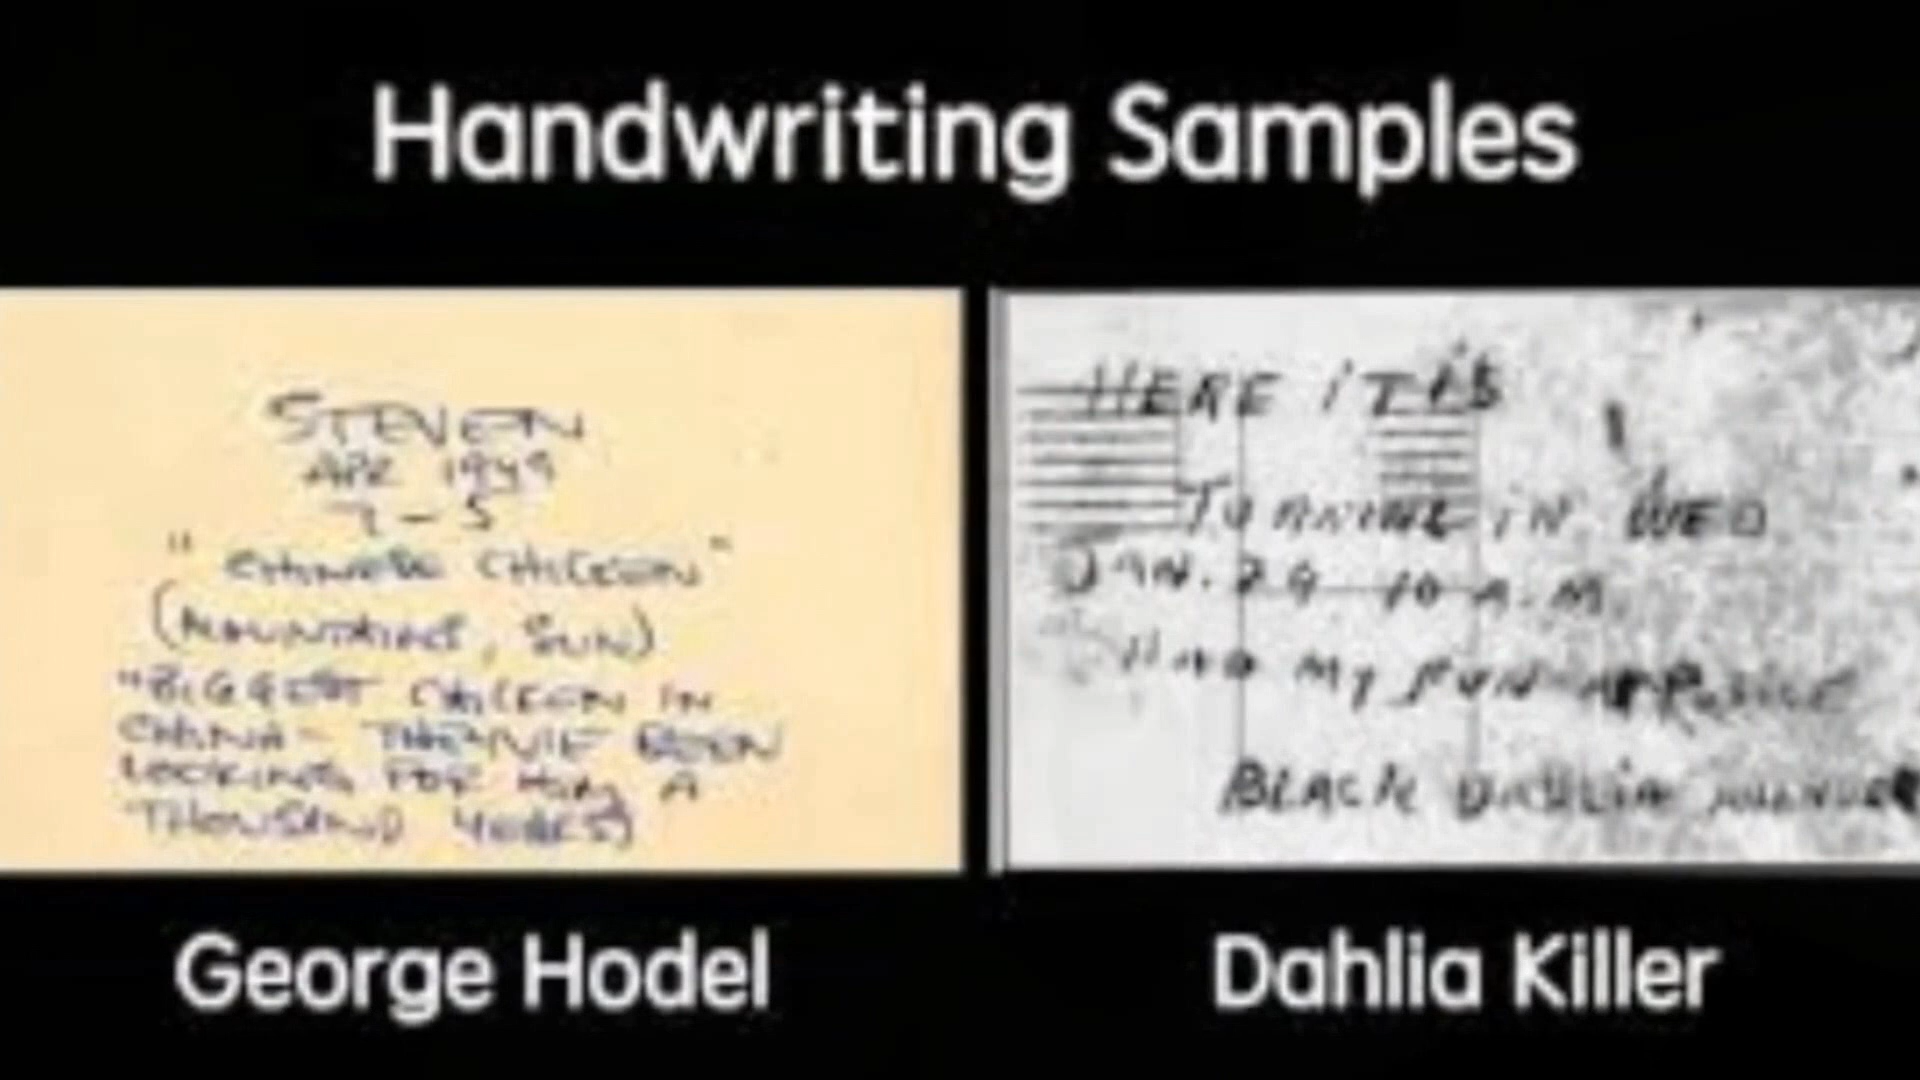 Handwriting Samples
STEVEN
APR 1949
7-5
"CHINESE CHICKEN"
(MOUNTAINS, SUN)
"BIGGEST CHICKEN IN
CHINA- THEY'VE BEEN
LOOKING FOR HIM A
THOUSAND YEARS)
HERE iT iS
TURNING iN WED
JAN. 29 10 A.M.
HAD MY FUN AT POLICE
BLACK DAHLIA AVENGER
George Hodel
Dahlia Killer